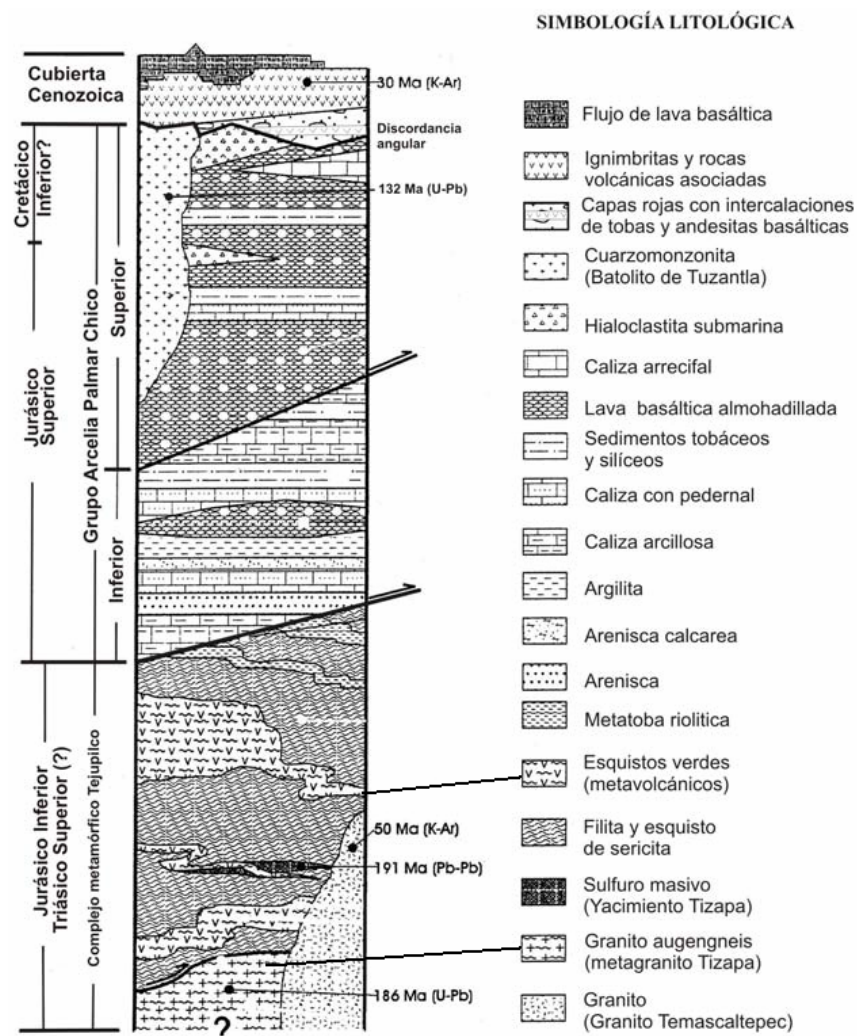 SIMBOLOGÍA LITOLÓGICA
Cubierta
Cenozoica
Cretácico
Inferior?
Jurásico
Superior
Grupo Arcelia Palmar Chico
Superior
Inferior
Jurásico Inferior
Triásico Superior (?)
Complejo metamórfico Tejupilco
30 Ma (K-Ar)
Discordancia
angular
132 Ma (U-Pb)
50 Ma (K-Ar)
191 Ma (Pb-Pb)
186 Ma (U-Pb)
?
Flujo de lava basáltica
Ignimbritas y rocas
volcánicas asociadas
Capas rojas con intercalaciones
de tobas y andesitas basálticas
Cuarzomonzonita
(Batolito de Tuzantla)
Hialoclastita submarina
Caliza arrecifal
Lava basáltica almohadillada
Sedimentos tobáceos
y silíceos
Caliza con pedernal
Caliza arcillosa
Argilita
Arenisca calcarea
Arenisca
Metatoba riolitica
Esquistos verdes
(metavolcánicos)
Filita y esquisto
de sericita
Sulfuro masivo
(Yacimiento Tizapa)
Granito augengneis
(metagranito Tizapa)
Granito
(Granito Temascaltepec)